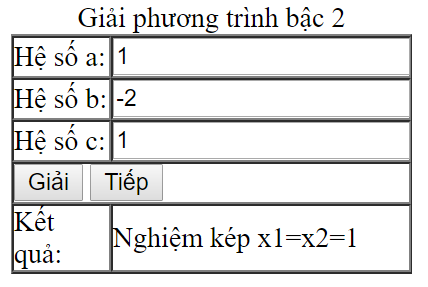 Giải phương trình bậc 2
Hệ số a: 1
Hệ số b: -2
Hệ số c: 1
Giải Tiếp
Kết
quả:
Nghiệm kép x1=x2=1